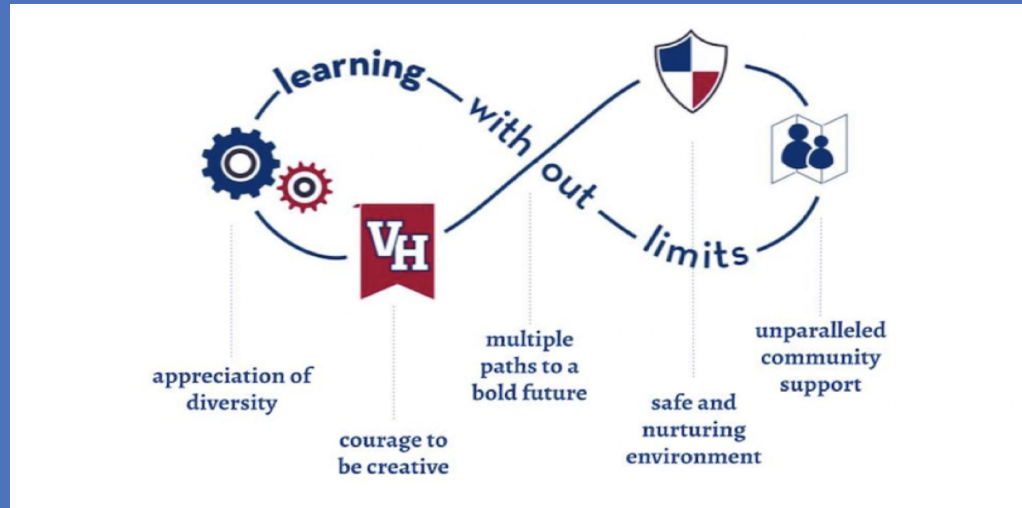 learning
with
out
limits
VH
appreciation of
diversity
courage to
be creative
multiple
paths to a
bold future
safe and
nurturing
environment
unparalleled
community
support